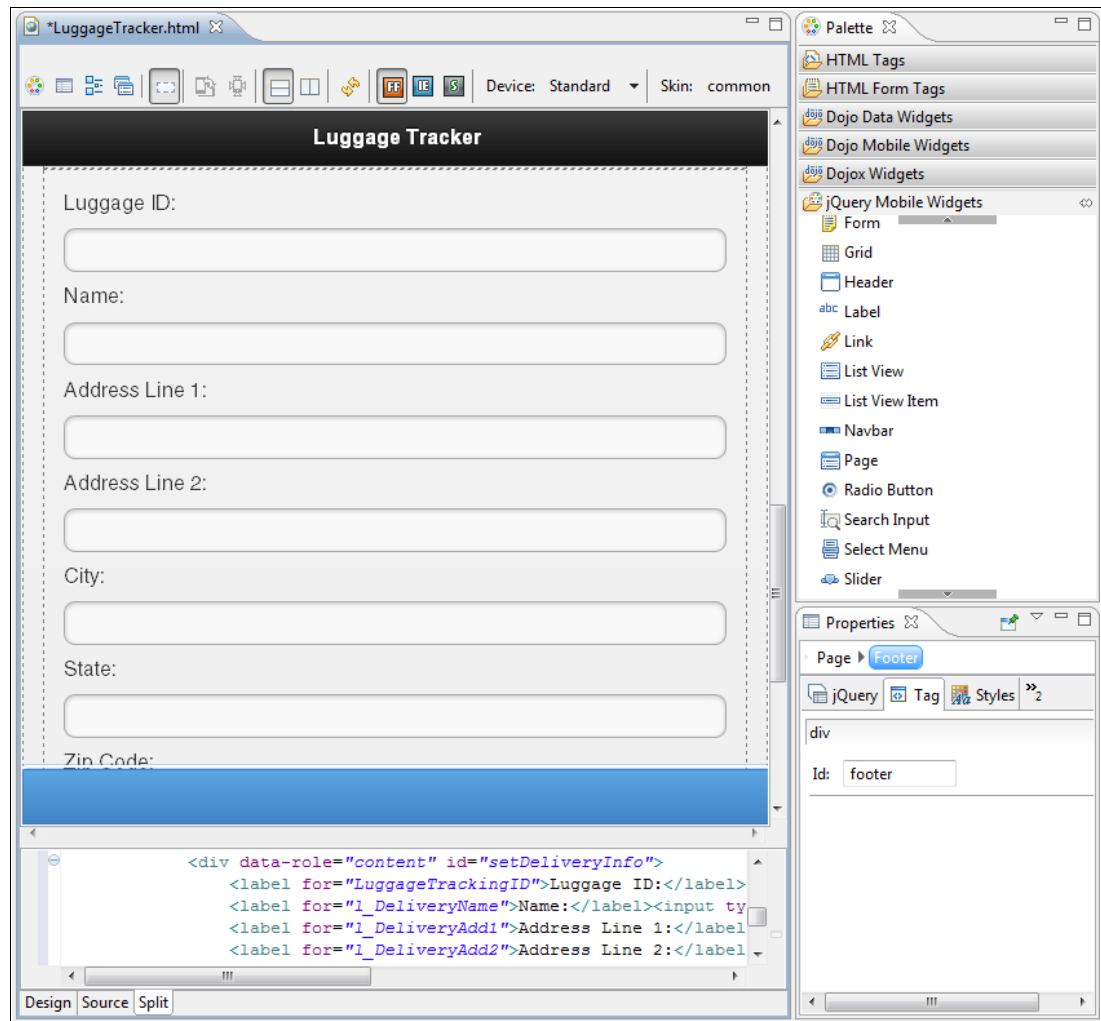 *LuggageTracker.html
Device: Standard Skin: common
Luggage Tracker
Luggage ID:
Name:
Address Line 1:
Address Line 2:
City:
State:
Zip Code:
<div data-role="content" id="setDeliveryInfo">
<label for="LuggageTrackingID">Luggage ID:</label>
<label for="l_DeliveryName">Name:</label><input ty
<label for="l_DeliveryAdd1">Address Line 1:</label
<label for="l_DeliveryAdd2">Address Line 2:</label
Design Source Split
Palette
HTML Tags
HTML Form Tags
Dojo Data Widgets
Dojo Mobile Widgets
Dojox Widgets
jQuery Mobile Widgets
Form
Grid
Header
abc Label
Link
List View
List View Item
Navbar
Page
Radio Button
Search Input
Select Menu
Slider
Properties
Page Footer
jQuery Tag Styles »2
div
Id: footer